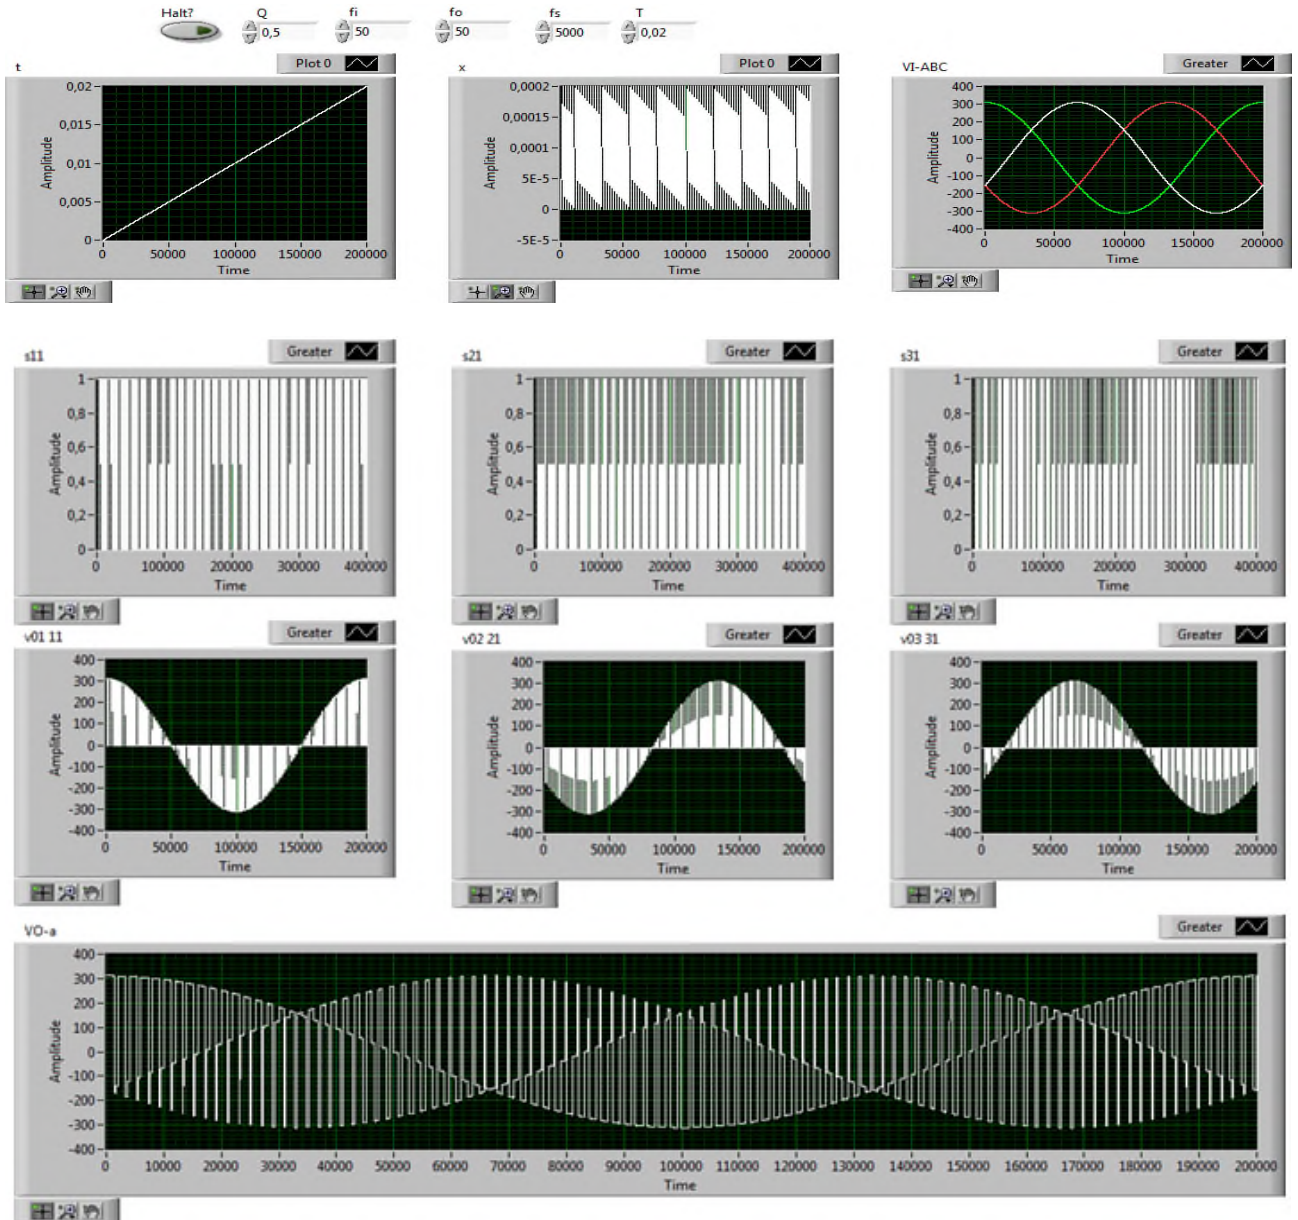 Halt? Q fi fo fs T
0,5 50 50 5000 0,02
t Plot 0
0,02
0,015
0,01
0,005
0
Amplitude
0 50000 100000 150000 200000
Time
x Plot 0
0,0002
0,00015
0,0001
5E-5
0
-5E-5
Amplitude
0 50000 100000 150000 200000
Time
VI-ABC Greater
400
300
200
100
0
-100
-200
-300
-400
Amplitude
0 50000 100000 150000 200000
Time
s11 Greater
1
0,8
0,6
0,4
0,2
0
Amplitude
0 100000 200000 300000 400000
Time
s21 Greater
1
0,8
0,6
0,4
0,2
0
Amplitude
0 100000 200000 300000 400000
Time
s31 Greater
1
0,8
0,6
0,4
0,2
0
Amplitude
0 100000 200000 300000 400000
Time
v01 11 Greater
400
300
200
100
0
-100
-200
-300
-400
Amplitude
0 50000 100000 150000 200000
Time
v02 21 Greater
400
300
200
100
0
-100
-200
-300
-400
Amplitude
0 50000 100000 150000 200000
Time
v03 31 Greater
400
300
200
100
0
-100
-200
-300
-400
Amplitude
0 50000 100000 150000 200000
Time
VO-a Greater
400
300
200
100
0
-100
-200
-300
-400
Amplitude
0 10000 20000 30000 40000 50000 60000 70000 80000 90000 100000 110000 120000 130000 140000 150000 160000 170000 180000 190000 200000
Time